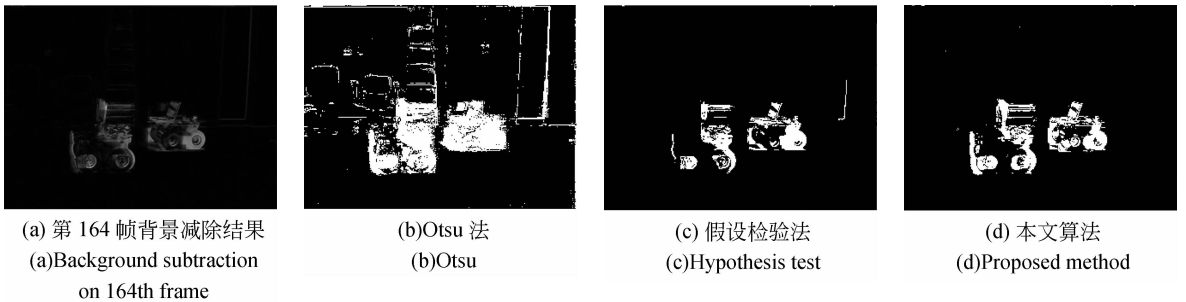 (a) 第 164 帧背景减除结果
(a)Background subtraction
on 164th frame
(b)Otsu 法
(b)Otsu
(c) 假设检验法
(c)Hypothesis test
(d) 本文算法
(d)Proposed method